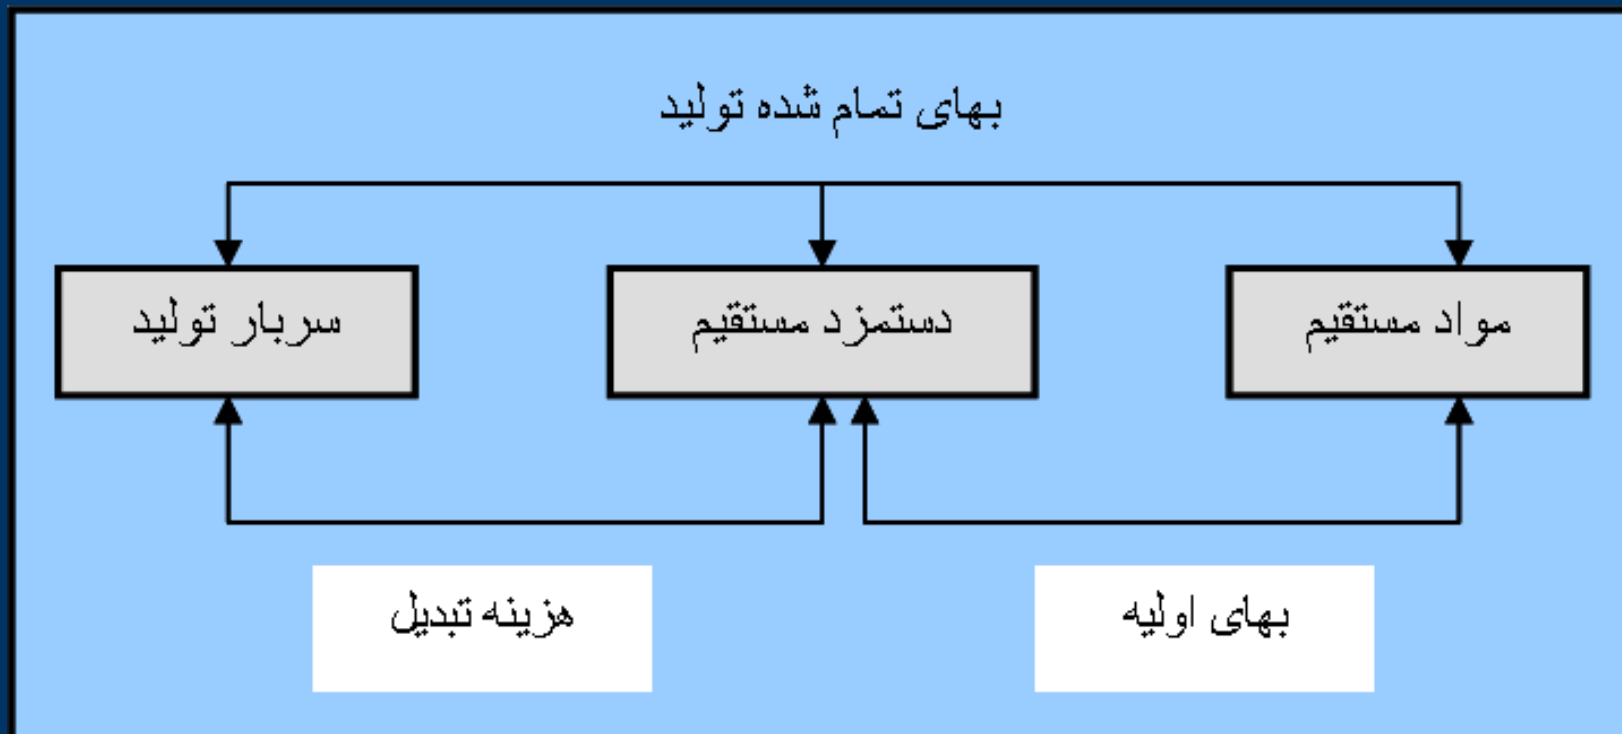 بهای تمام شده تولید
مواد مستقیم
دستمزد مستقیم
سربار تولید
بهای اولیه
هزینه تبدیل